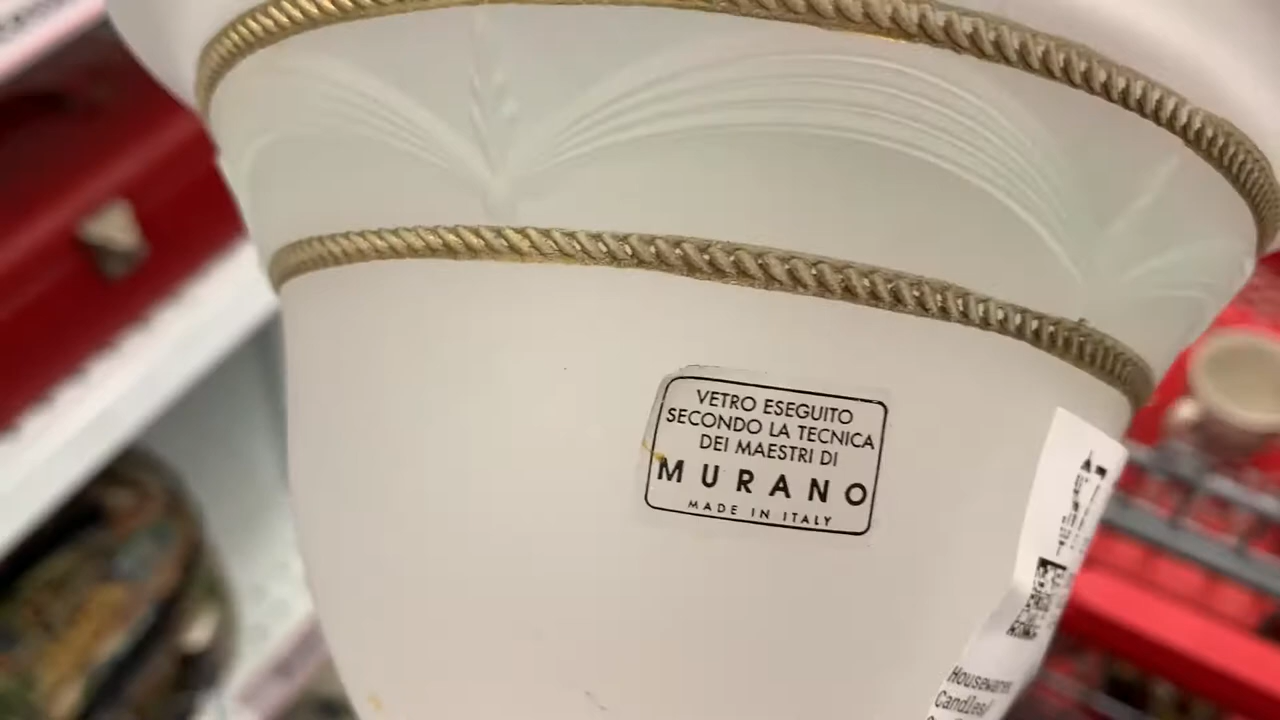 VETRO ESEGUITO
SECONDO LA TECNICA
DEI MAESTRI DI
MURANO
MADE IN ITALY
Housewares
Candles/